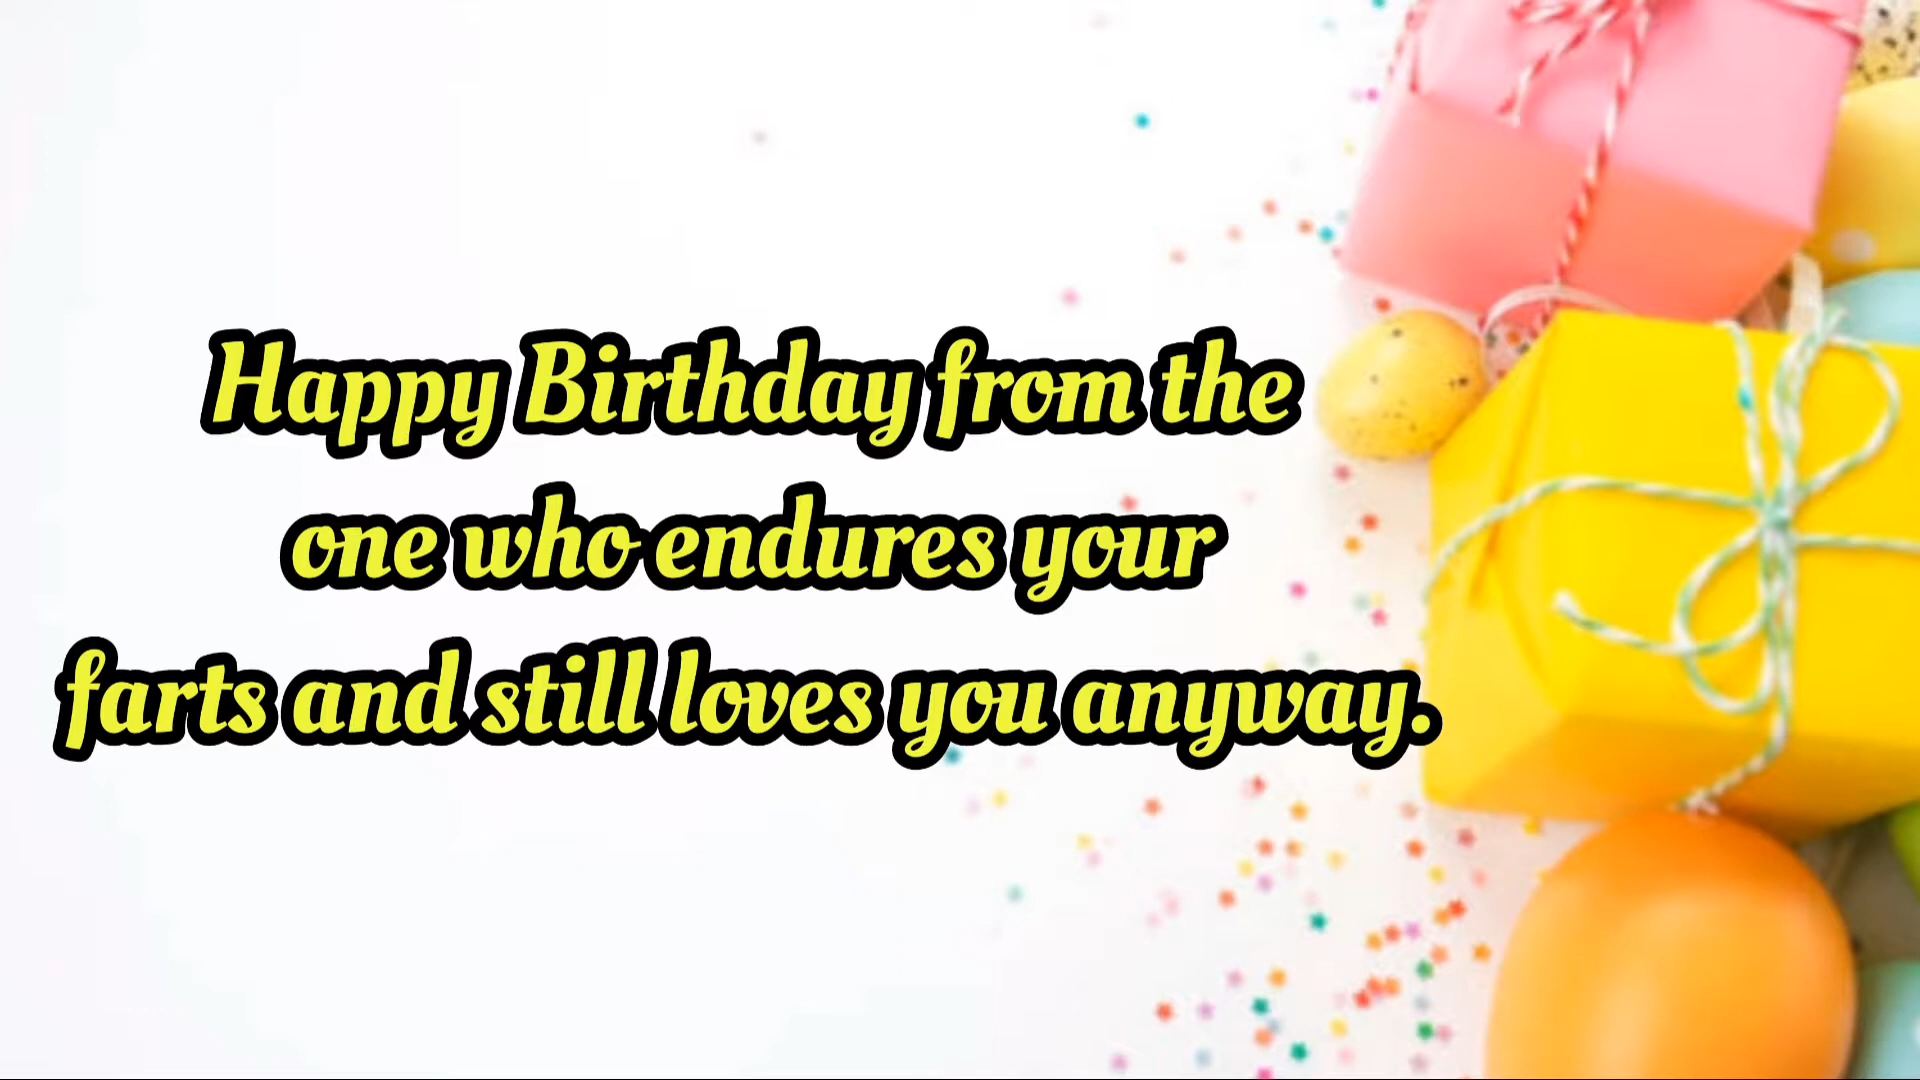 Happy Birthday from the
one who endures your
farts and still loves you anyway.